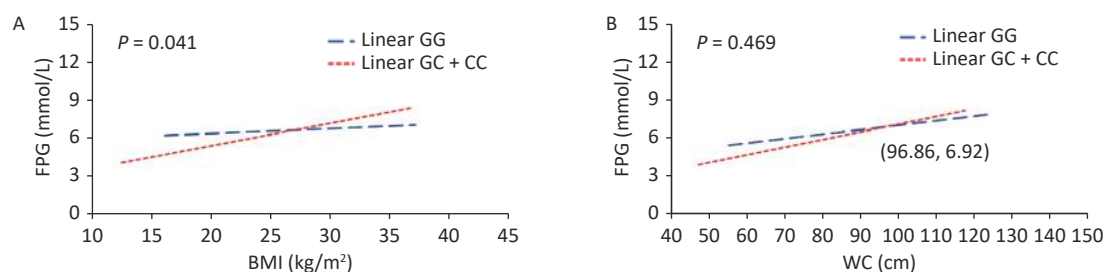 A
P = 0.041
Linear GG
Linear GC + CC
FPG (mmol/L)
15
12
9
6
3
0
10 15 20 25 30 35 40 45
BMI (kg/m²)
B
P = 0.469
Linear GG
Linear GC + CC
(96.86, 6.92)
FPG (mmol/L)
15
12
9
6
3
0
40 50 60 70 80 90 100 110 120 130 140 150
WC (cm)